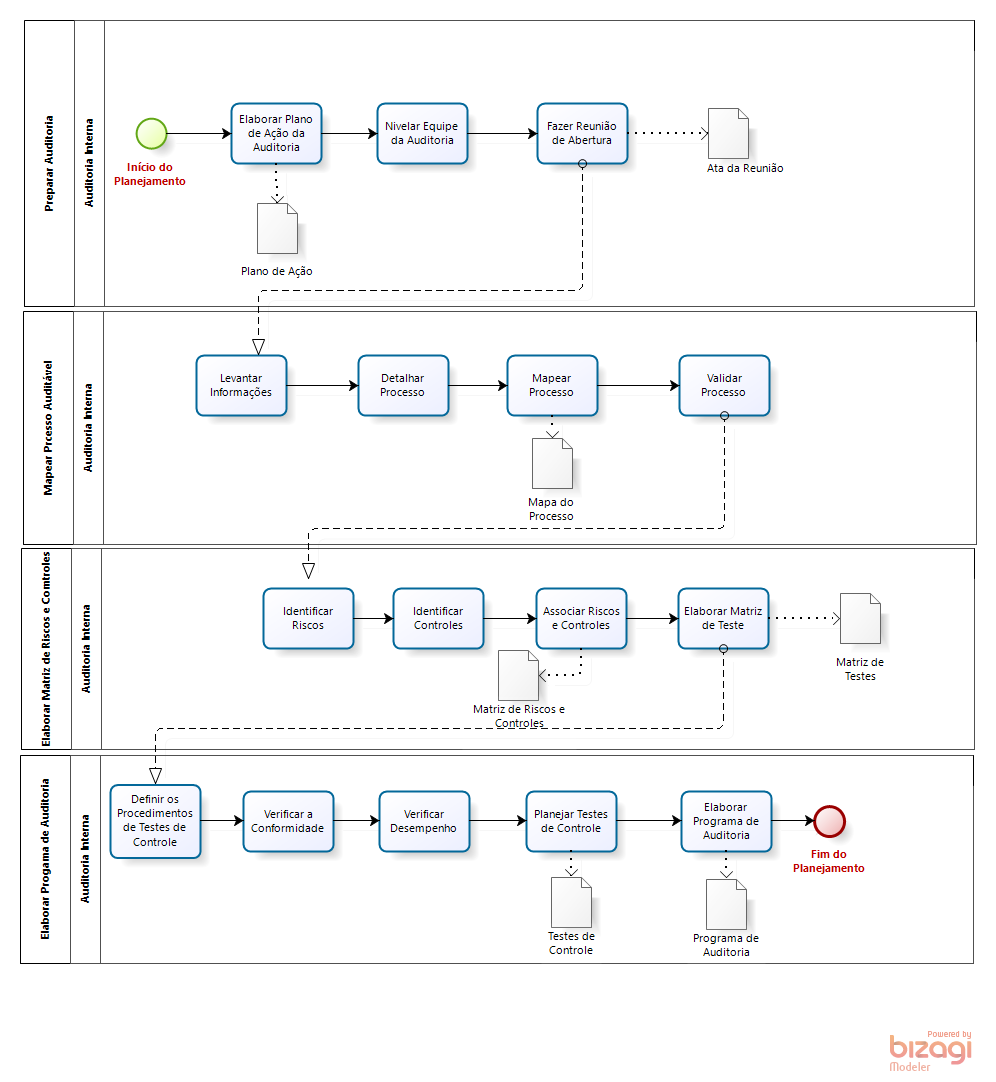 Preparar Auditoria
Auditoria Interna
Início do
Planejamento
Elaborar Plano
de Ação da
Auditoria
Nivelar Equipe
da Auditoria
Fazer Reunião
de Abertura
Ata da Reunião
Plano de Ação
Mapear Prcesso Auditável
Auditoria Interna
Levantar
Informações
Detalhar
Processo
Mapear
Processo
Validar
Processo
Mapa do
Processo
Elaborar Matriz de Riscos e Controles
Auditoria Interna
Identificar
Riscos
Identificar
Controles
Associar Riscos
e Controles
Elaborar Matriz
de Teste
Matriz de
Testes
Matriz de Riscos e
Controles
Elaborar Progama de Auditoria
Auditoria Interna
Definir os
Procedimentos
de Testes de
Controle
Verificar a
Conformidade
Verificar
Desempenho
Planejar Testes
de Controle
Elaborar
Programa de
Auditoria
Fim do
Planejamento
Testes de
Controle
Programa de
Auditoria
Powered by
bizagi
Modeler